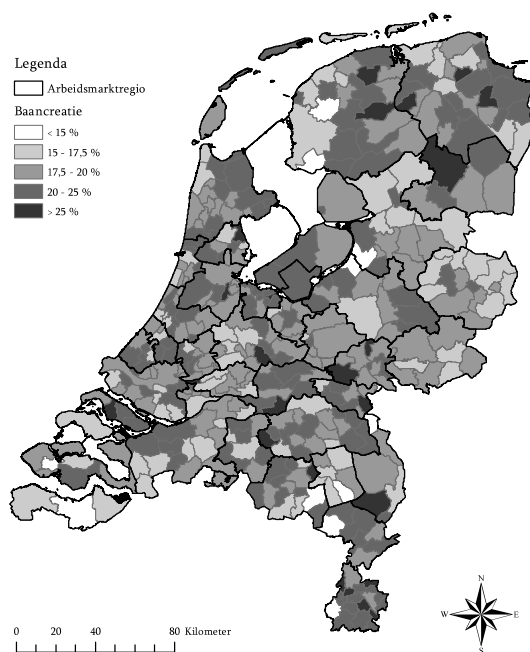 Legenda
Arbeidsmarktregio
Baancreatie
< 15 %
15 - 17,5 %
17,5 - 20 %
20 - 25 %
> 25 %
N
W E
S
0 20 40 80 Kilometer